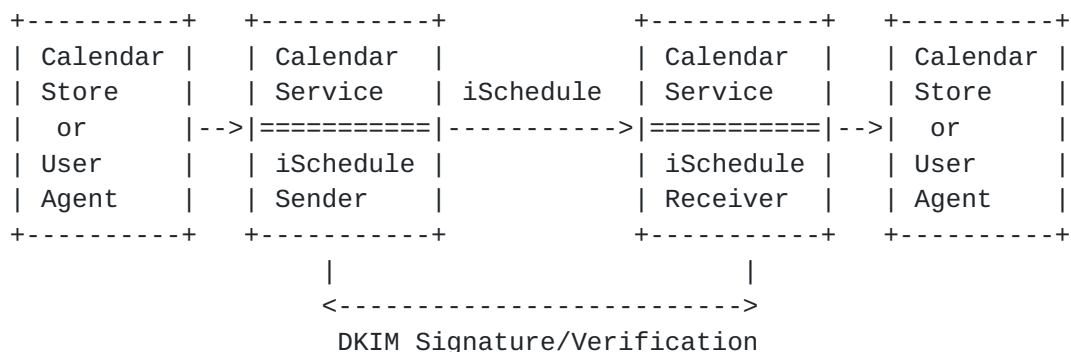 +----------+   +-----------+            +-----------+   +----------+
| Calendar |   | Calendar  |            | Calendar  |   | Calendar |
| Store    |   | Service   | iSchedule  | Service   |   | Store    |
|  or      |-->|===========|----------->|===========|-->|  or      |
| User     |   | iSchedule |            | iSchedule |   | User     |
| Agent    |   | Sender    |            | Receiver  |   | Agent    |
+----------+   +-----------+            +-----------+   +----------+
                    |                          |
                    <-------------------------->
                     DKIM Signature/Verification